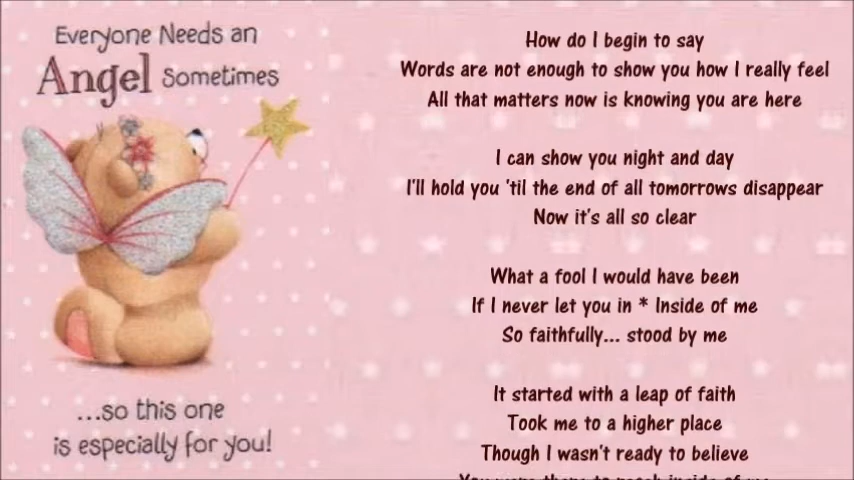 Everyone Needs an
Angel Sometimes
...so this one
is especially for you!
How do I begin to say
Words are not enough to show you how I really feel
All that matters now is knowing you are here
I can show you night and day
I'll hold you 'til the end of all tomorrows disappear
Now it's all so clear
What a fool I would have been
If I never let you in * Inside of me
So faithfully... stood by me
It started with a leap of faith
Took me to a higher place
Though I wasn't ready to believe